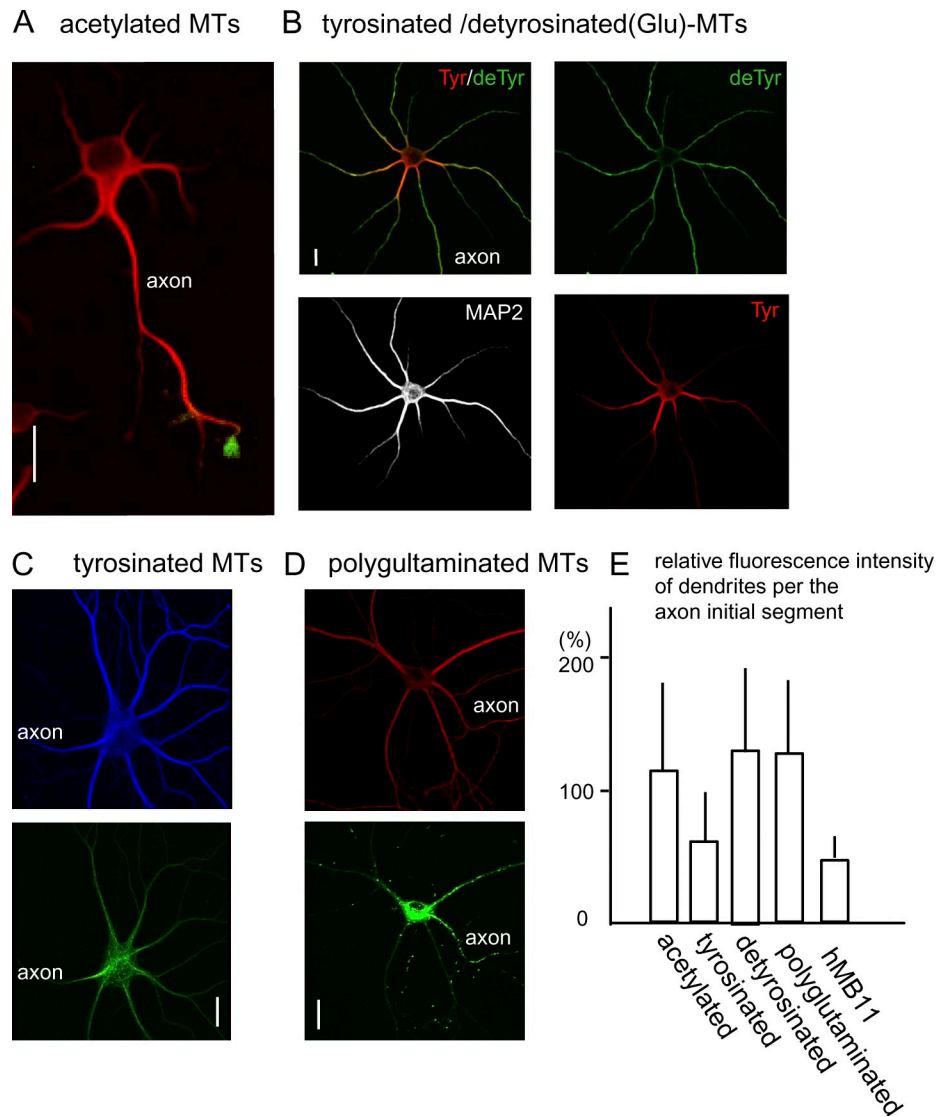 A acetylated MTs
axon
B tyrosinated /detyrosinated(Glu)-MTs
Tyr/deTyr
axon
deTyr
MAP2
Tyr
C tyrosinated MTs
axon
axon
D polygultaminated MTs
axon
axon
E relative fluorescence intensity
of dendrites per the
axon initial segment
(%)
200
100
0
acetylated
tyrosinated
detyrosinated
polyglutaminated
hMB11